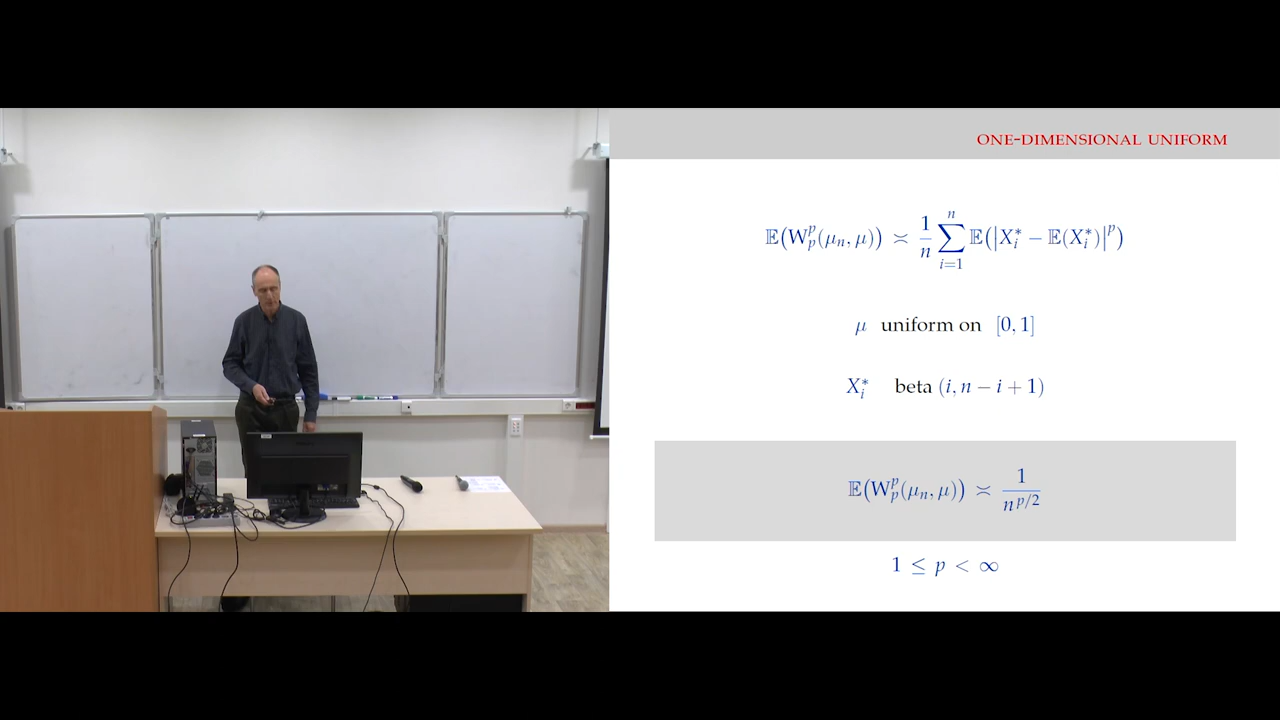 ONE-DIMENSIONAL UNIFORM
𝔼(W_p^p(μ_n, μ)) ≍ 1/n ∑_{i=1}^{n} 𝔼(|X_i^* − 𝔼(X_i^*)|^p)
μ uniform on [0, 1]
X_i^* beta (i, n − i + 1)
𝔼(W_p^p(μ_n, μ)) ≍ 1/n^{p/2}
1 ≤ p < ∞